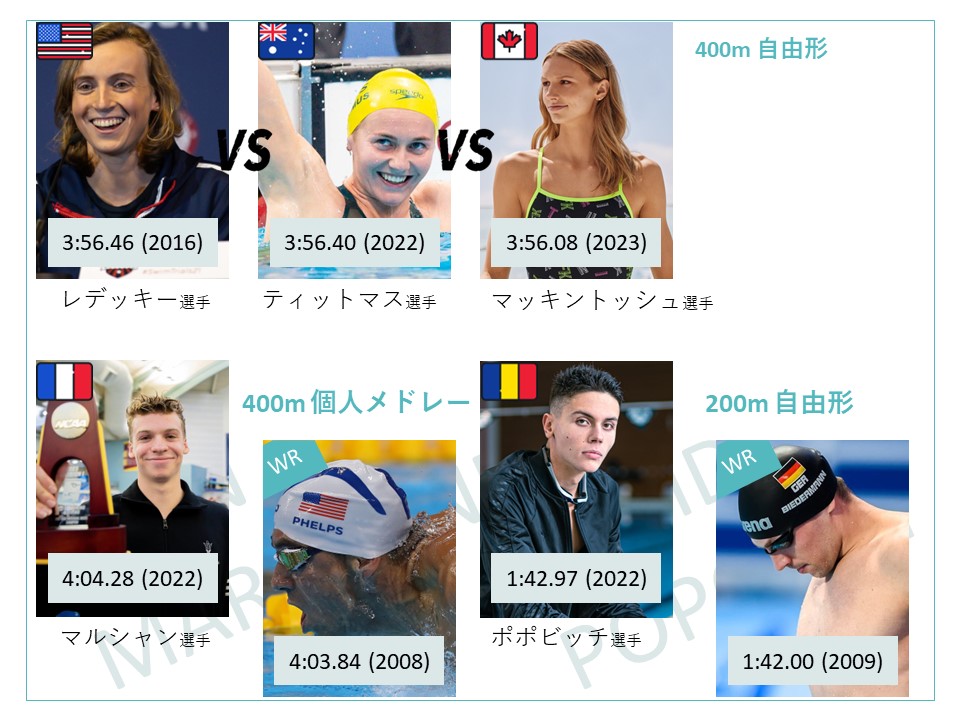 400m 自由形
VS
VS
speedo
3:56.46 (2016)
3:56.40 (2022)
3:56.08 (2023)
レデッキー選手
ティットマス選手
マッキントッシュ選手
400m 個人メドレー
200m 自由形
NCAA
WR
WR
PHELPS
GER
BIEDERMANN
4:04.28 (2022)
1:42.97 (2022)
マルシャン選手
ポポビッチ選手
4:03.84 (2008)
1:42.00 (2009)